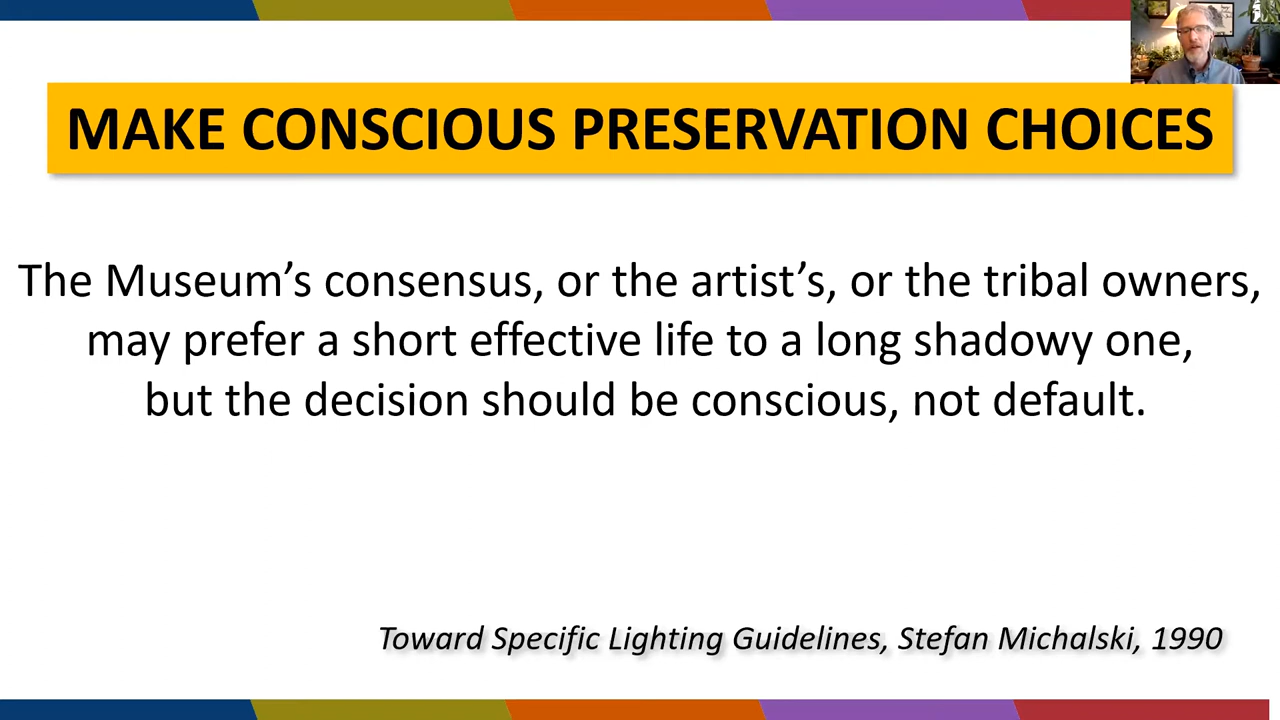 MAKE CONSCIOUS PRESERVATION CHOICES
The Museum’s consensus, or the artist’s, or the tribal owners,
may prefer a short effective life to a long shadowy one,
but the decision should be conscious, not default.
Toward Specific Lighting Guidelines, Stefan Michalski, 1990